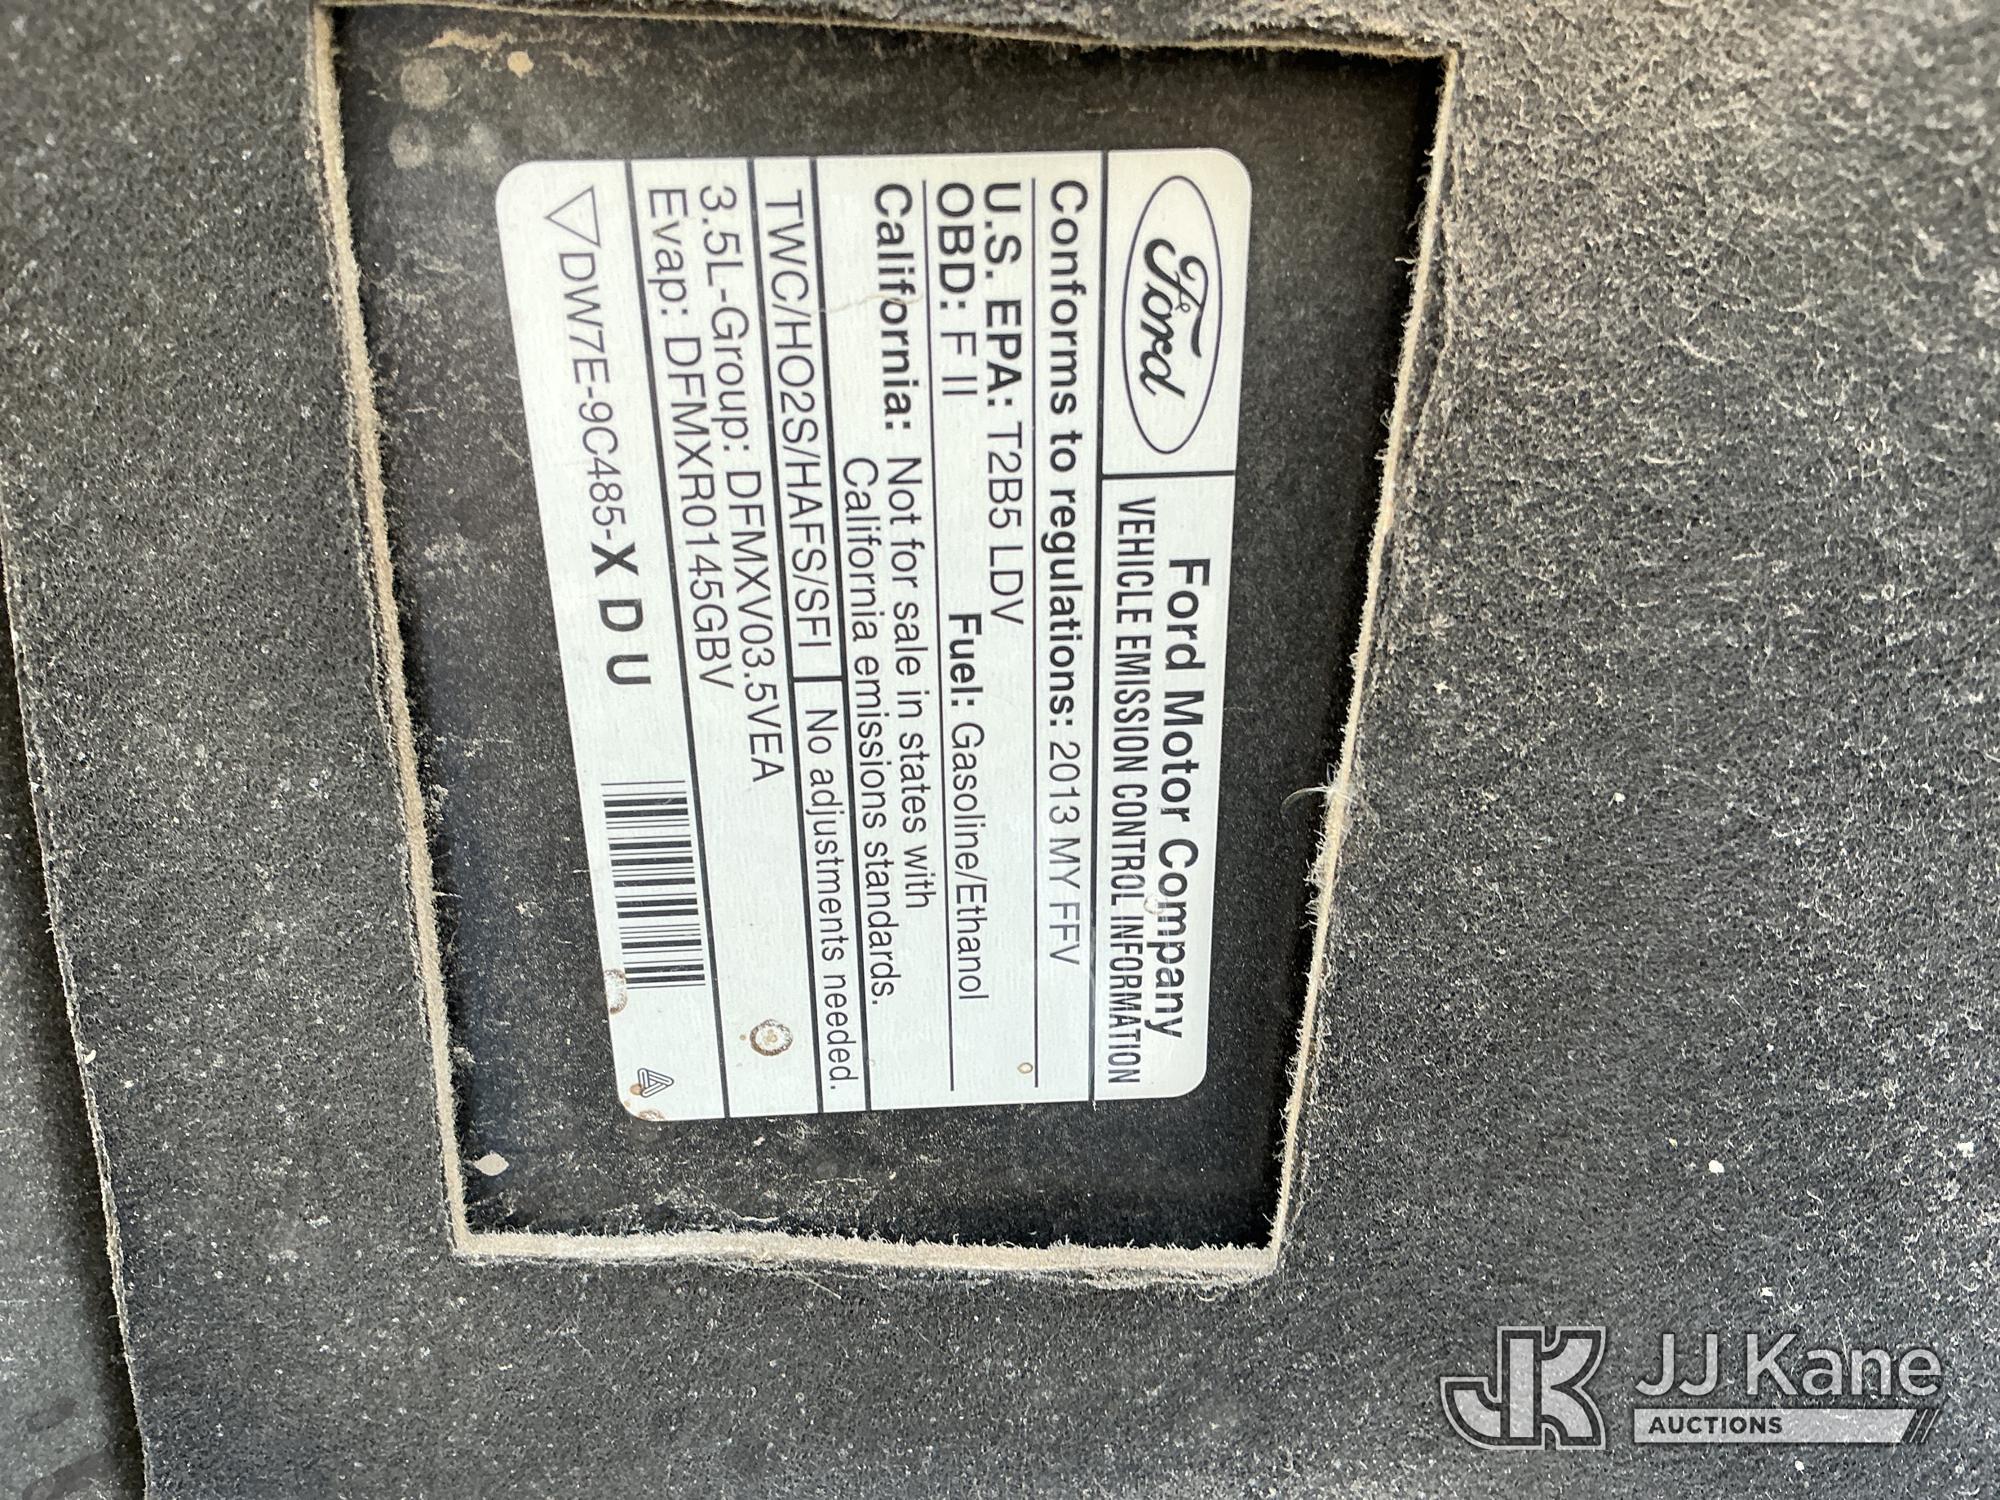 Ford
Ford Motor Company
VEHICLE EMISSION CONTROL INFORMATION
Conforms to regulations: 2013 MY FFV
U.S. EPA: T2B5 LDV
OBD: F II Fuel: Gasoline/Ethanol
California: Not for sale in states with
California emissions standards.
TWC/HO2S/HAFS/SFI No adjustments needed.
3.5L-Group: DFMXV03.5VEA
Evap: DFMXR0145GBV
DW7E-9C485-X D U
JK JJ Kane
AUCTIONS